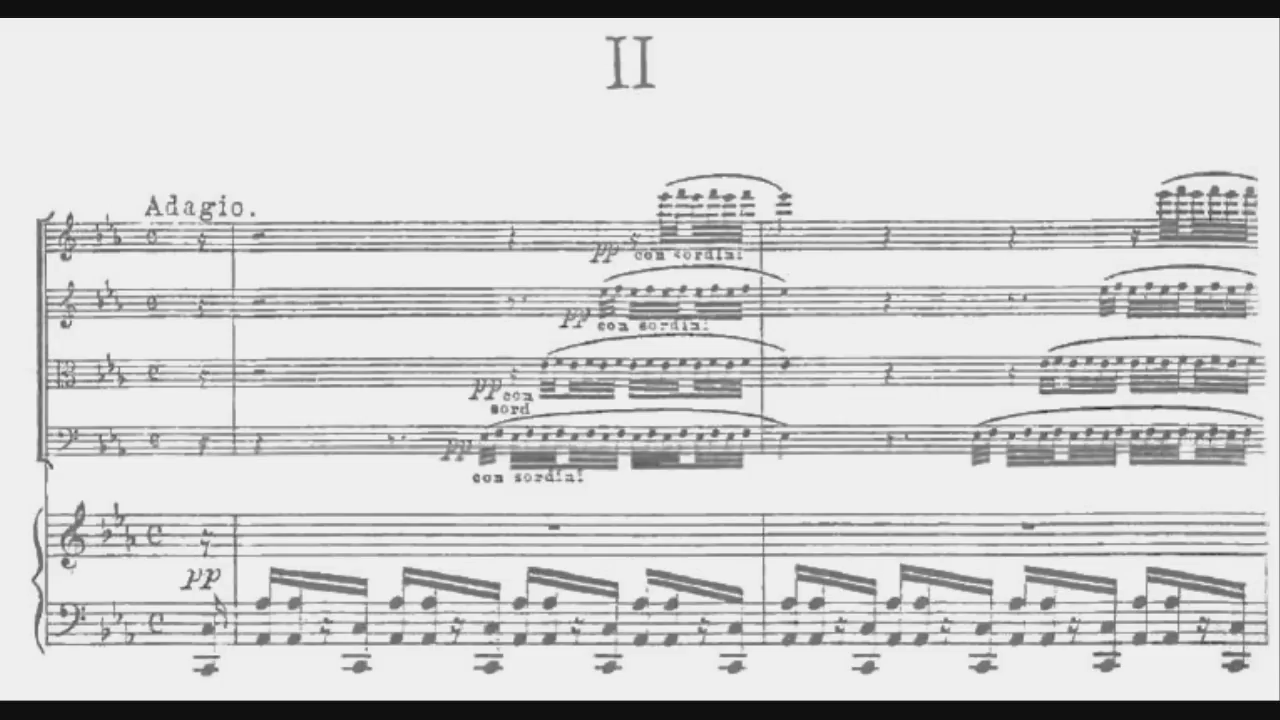 II
Adagio.
pp con sordini
pp con sordini
pp con
sord
pp
con sordini
pp